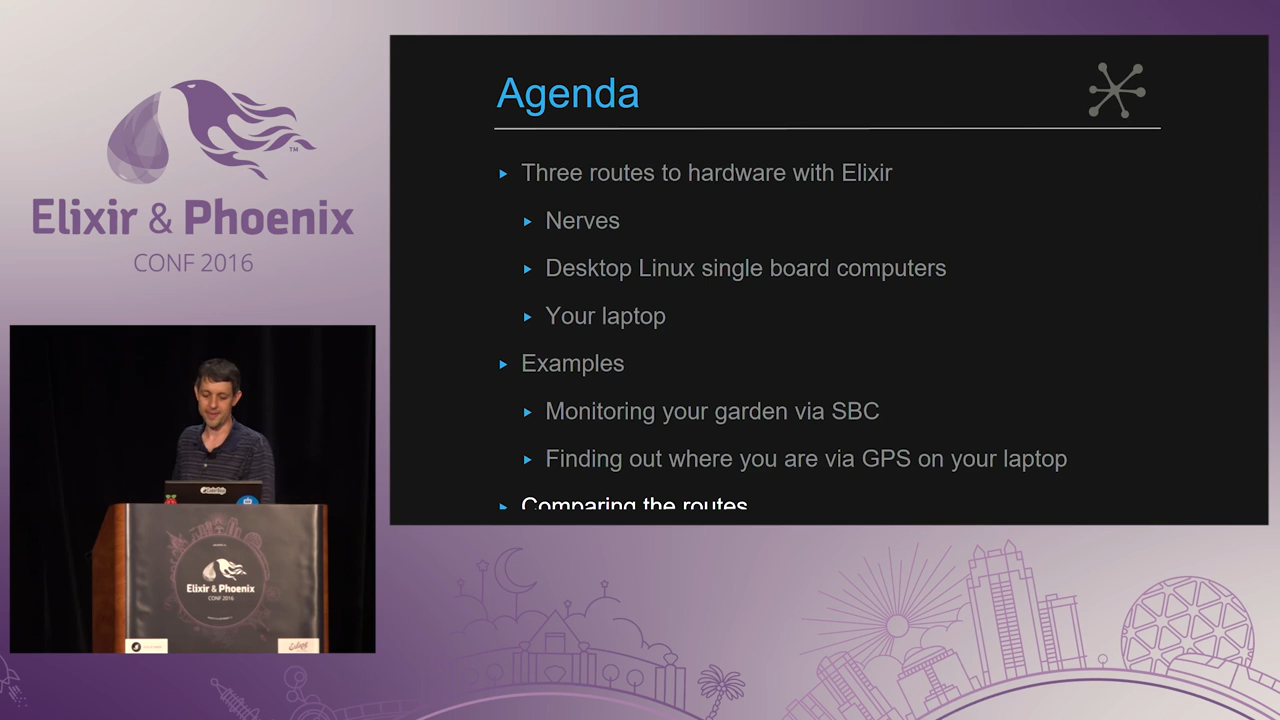 Elixir & Phoenix
TM
CONF 2016
Agenda
Three routes to hardware with Elixir
Nerves
Desktop Linux single board computers
Your laptop
Examples
Monitoring your garden via SBC
Finding out where you are via GPS on your laptop
Comparing the routes
Elixir & Phoenix
CONF 2016